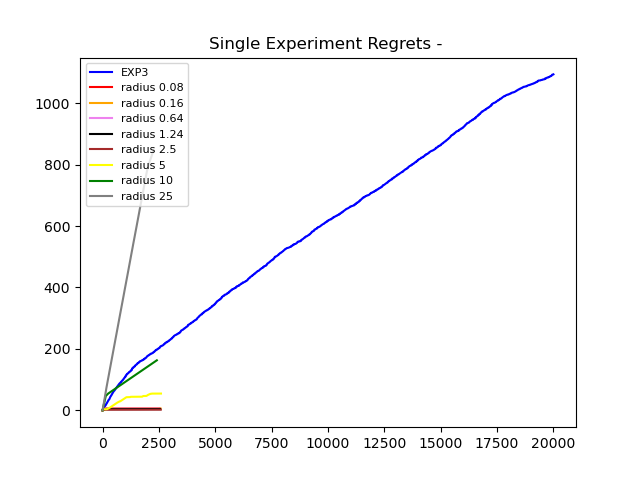 Single Experiment Regrets -
EXP3
radius 0.08
radius 0.16
radius 0.64
radius 1.24
radius 2.5
radius 5
radius 10
radius 25
1000
800
600
400
200
0
0 2500 5000 7500 10000 12500 15000 17500 20000